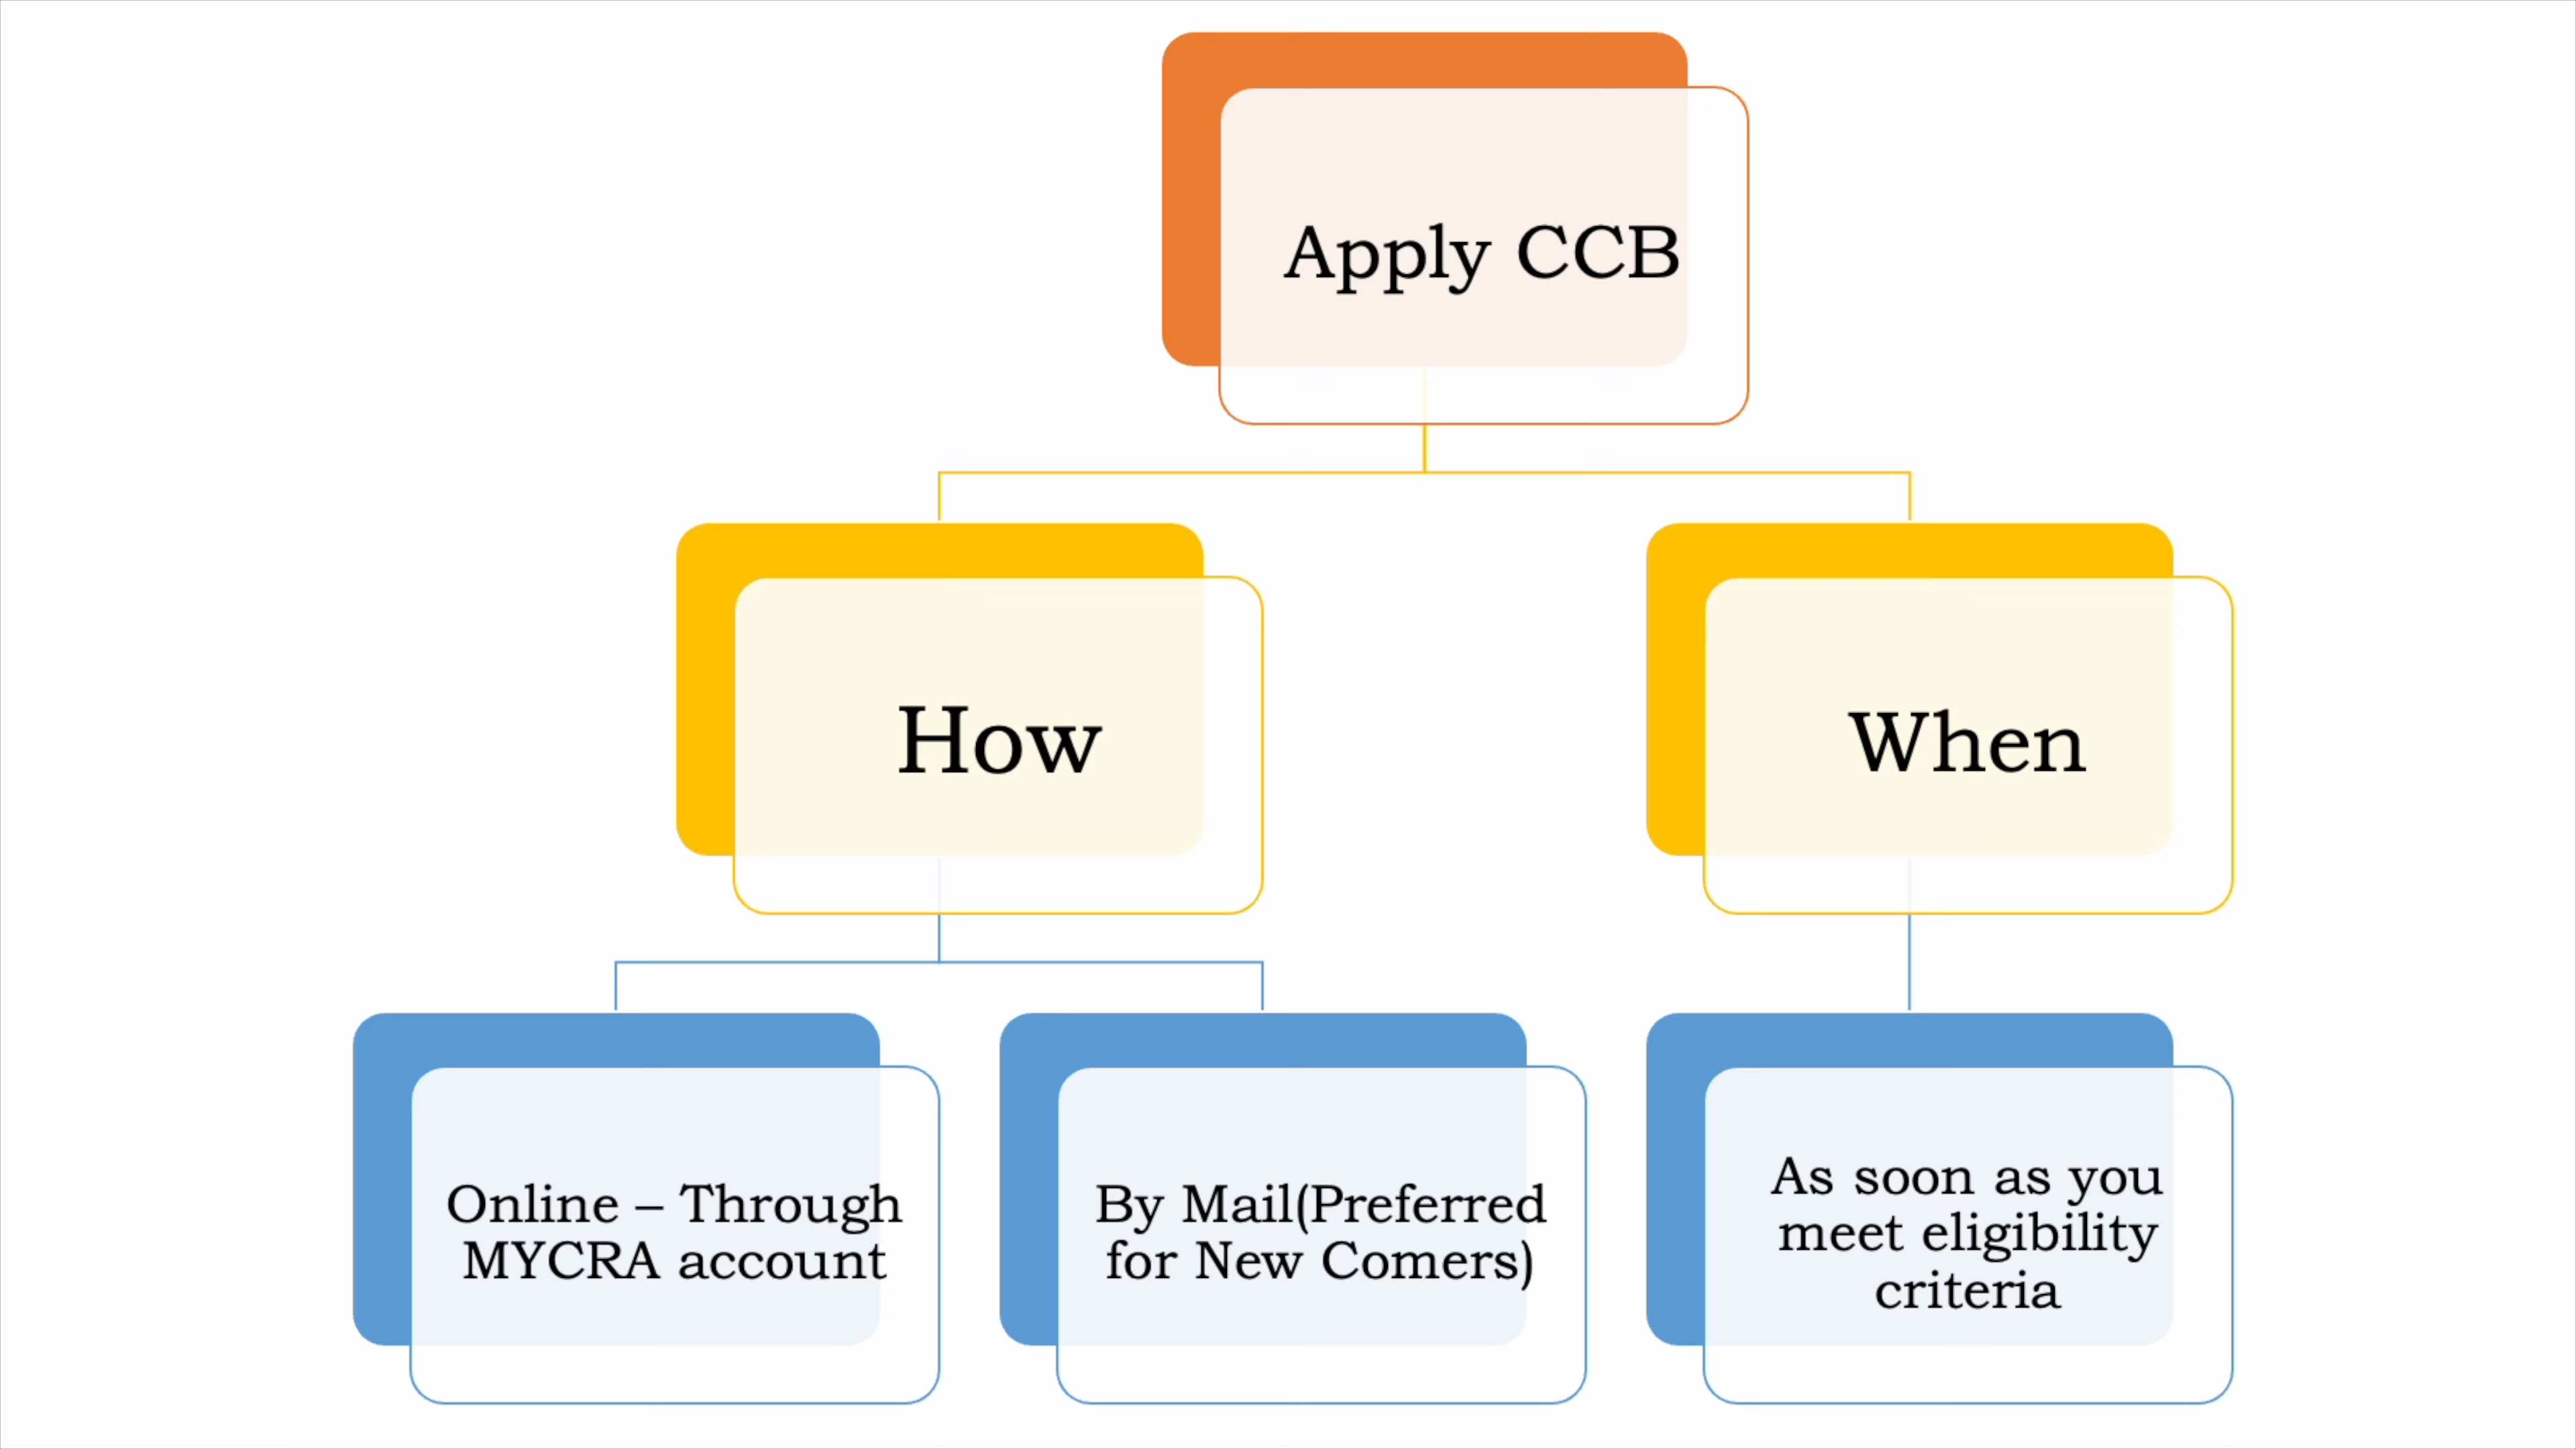 Apply CCB
How
When
Online – Through
MYCRA account
By Mail(Preferred
for New Comers)
As soon as you
meet eligibility
criteria